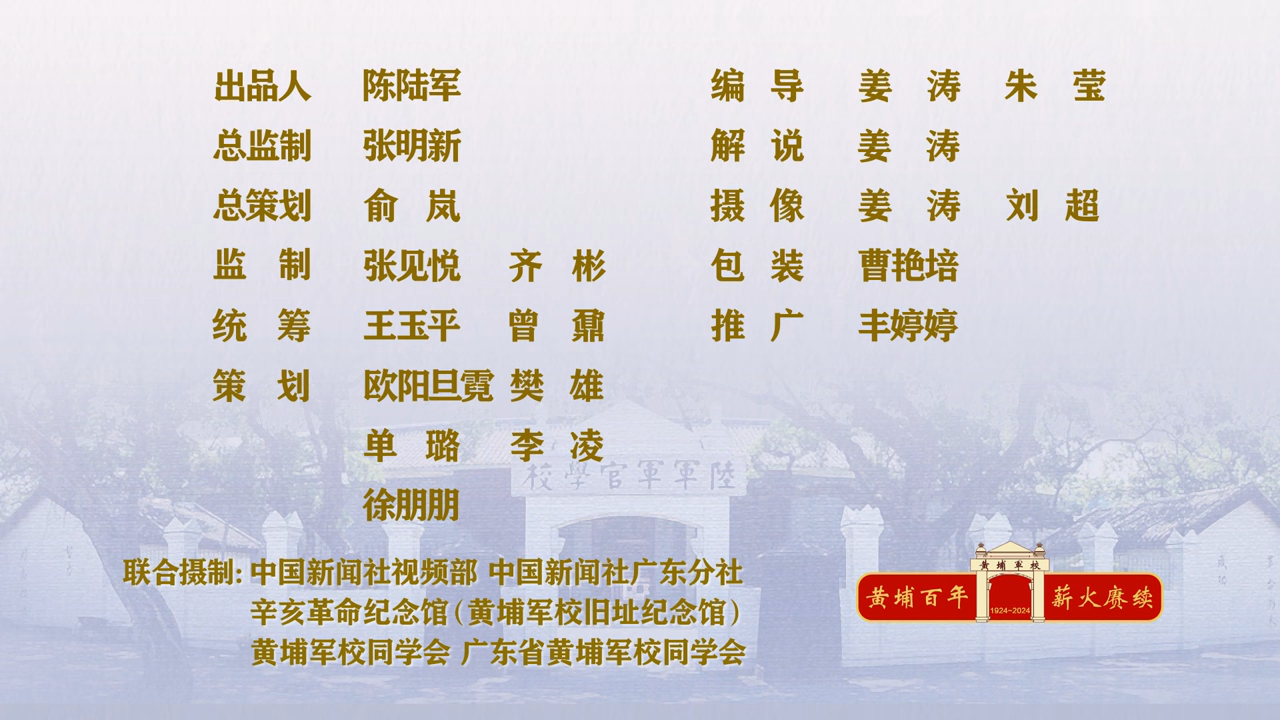 出品人 陈陆军
总监制 张明新
总策划 俞岚
监制 张见悦 齐彬
统筹 王玉平 曾鼐
策划 欧阳旦霓 樊雄
单璐 李凌
徐朋朋
编导 姜涛 朱莹
解说 姜涛
摄像 姜涛 刘超
包装 曹艳培
推广 丰婷婷
陸軍軍官學校
联合摄制: 中国新闻社视频部 中国新闻社广东分社
辛亥革命纪念馆(黄埔军校旧址纪念馆)
黄埔军校同学会 广东省黄埔军校同学会
黄埔军校
黄埔百年 1924~2024 薪火赓续